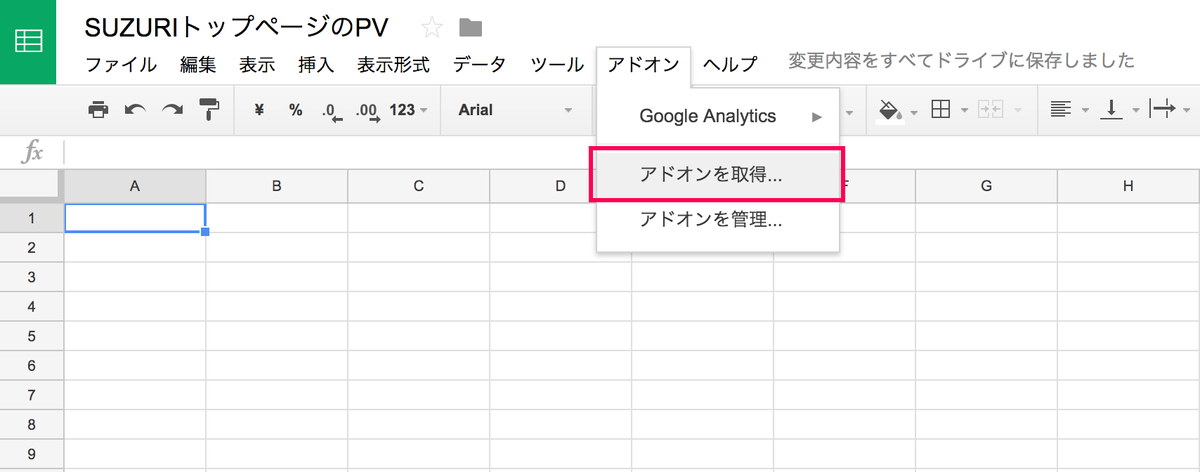 SUZURIトップページのPV
ファイル 編集 表示 挿入 表示形式 データ ツール アドオン ヘルプ 変更内容をすべてドライブに保存しました
¥ % .0 .00 123 Arial
Google Analytics
fx
アドオンを取得...
A B C D F G H
アドオンを管理...
1
2
3
4
5
6
7
8
9